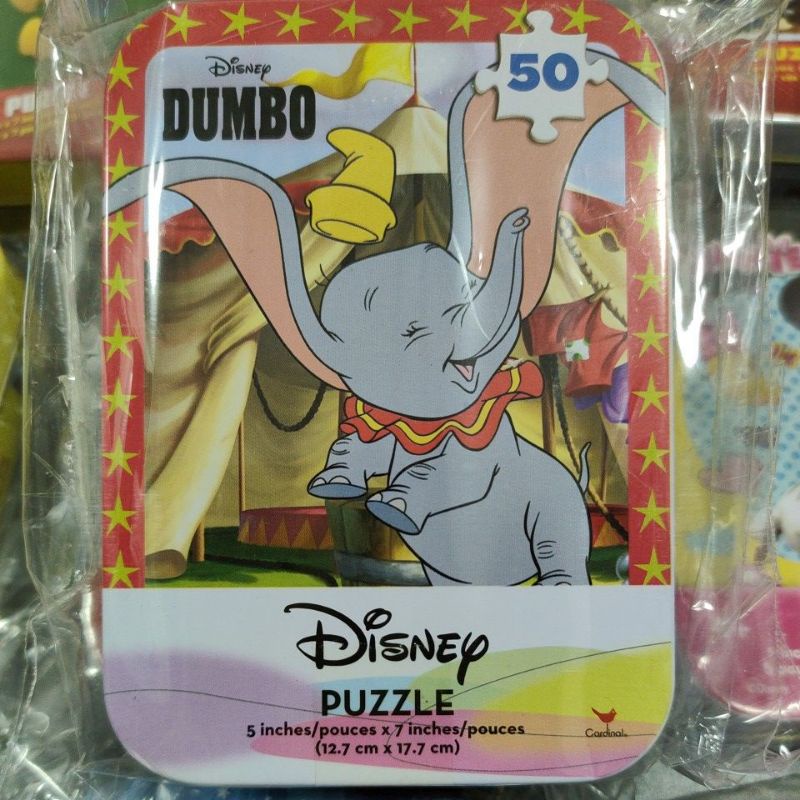 Disney
DUMBO
50
Disney
PUZZLE
5 inches/pouces x 7 inches/pouces
(12.7 cm x 17.7 cm)
Cardinal